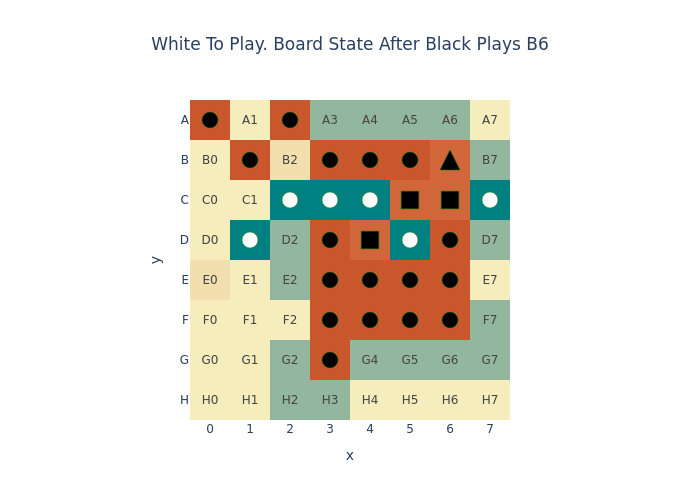 White To Play. Board State After Black Plays B6
A A1 A3 A4 A5 A6 A7
B B0 B2 B7
C C0 C1
D D0 D2 D7
E E0 E1 E2 E7
F F0 F1 F2 F7
G G0 G1 G2 G4 G5 G6 G7
H H0 H1 H2 H3 H4 H5 H6 H7
0 1 2 3 4 5 6 7
x
y